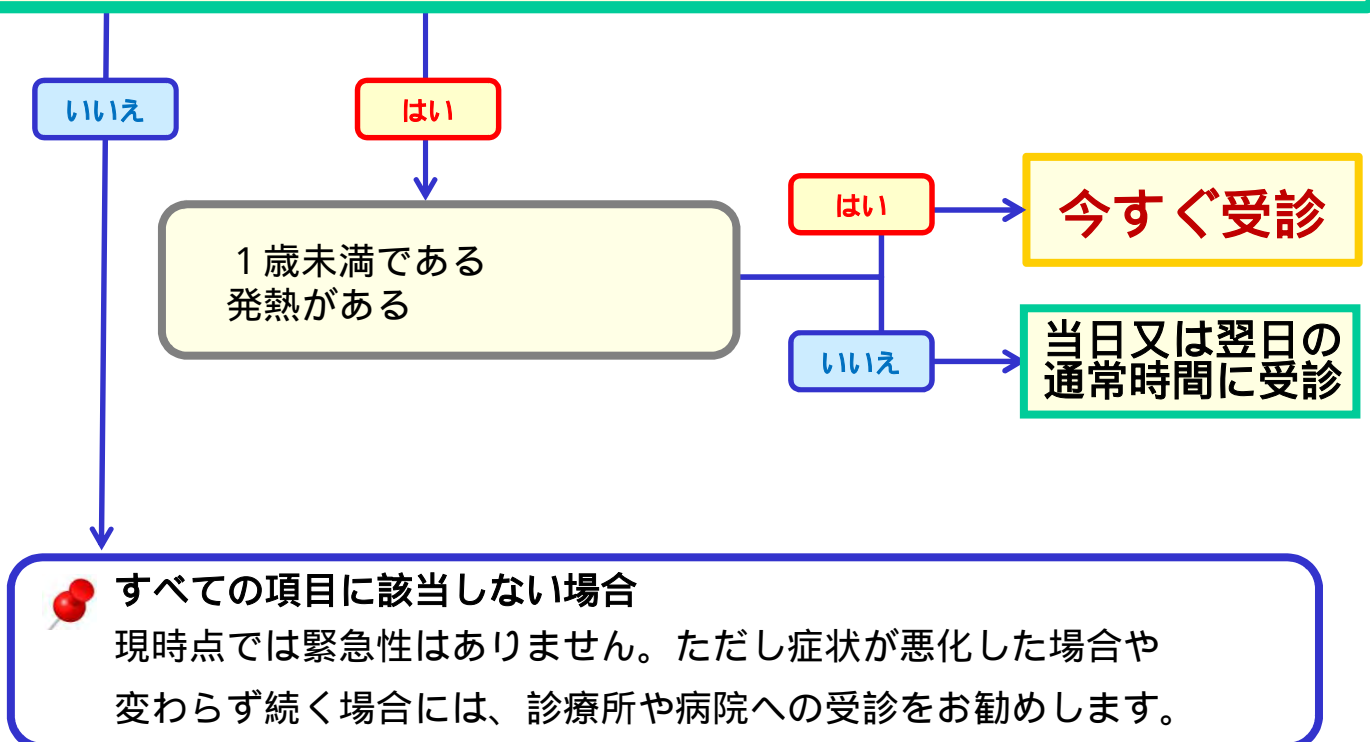 いいえ
はい
１歳未満である
発熱がある
はい
今すぐ受診
いいえ
当日又は翌日の
通常時間に受診
すべての項目に該当しない場合
現時点では緊急性はありません。ただし症状が悪化した場合や
変わらず続く場合には、診療所や病院への受診をお勧めします。